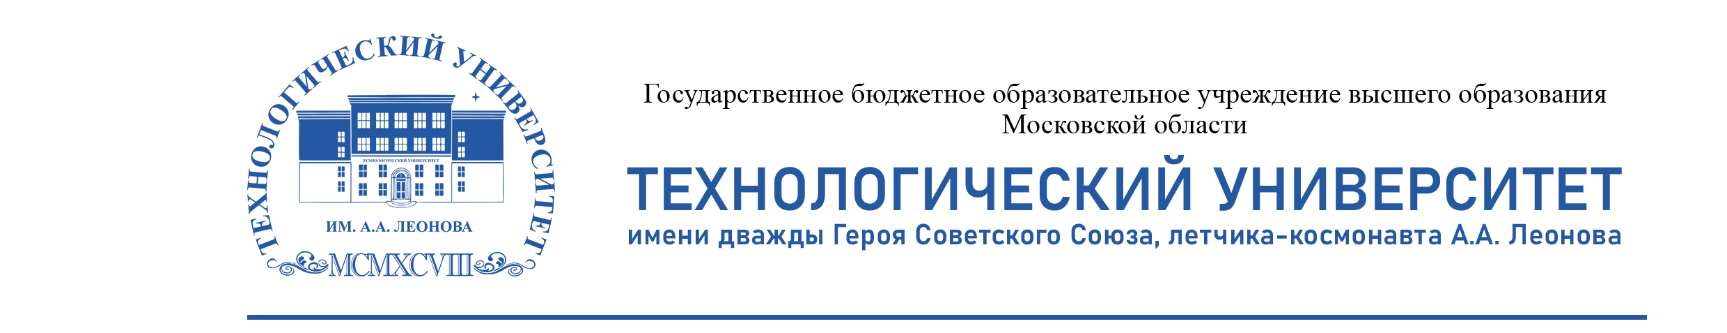 ТЕХНОЛОГИЧЕСКИЙ УНИВЕРСИТЕТ
ТЕХНОЛОГИЧЕСКИЙ УНИВЕРСИТЕТ
ИМ. А.А. ЛЕОНОВА
MCMXCVIII
Государственное бюджетное образовательное учреждение высшего образования
Московской области
ТЕХНОЛОГИЧЕСКИЙ УНИВЕРСИТЕТ
имени дважды Героя Советского Союза, летчика-космонавта А.А. Леонова